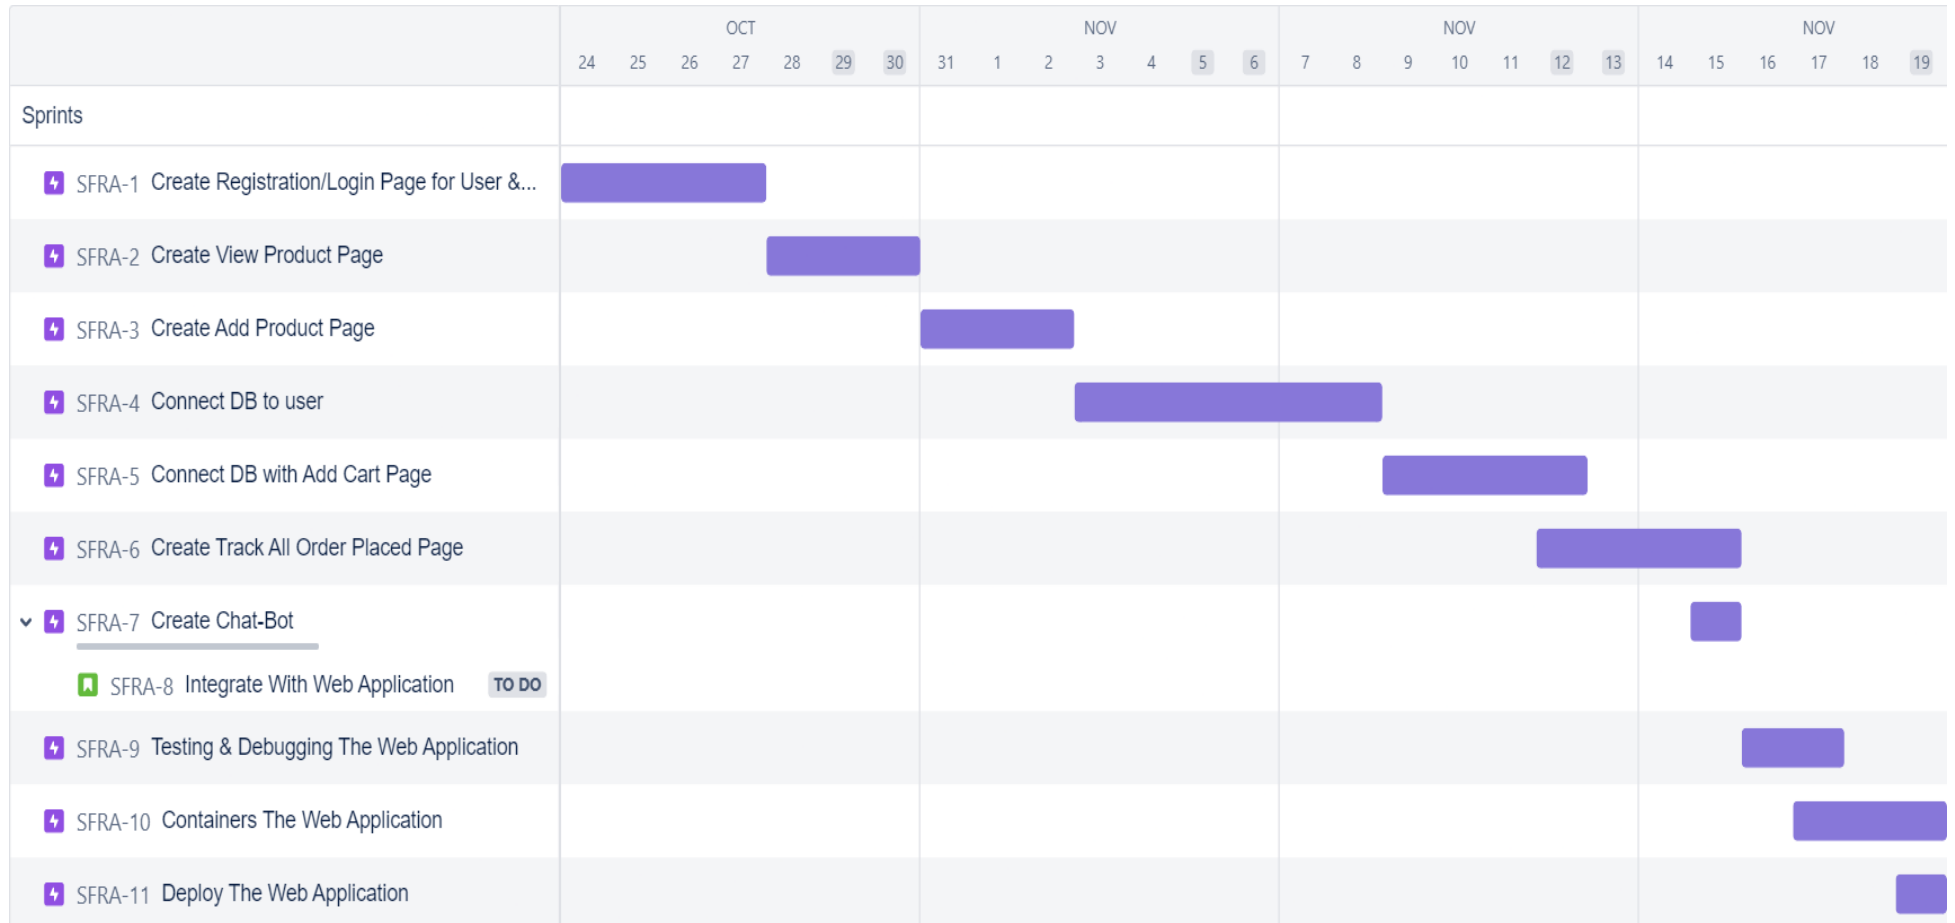 OCT NOV NOV NOV
24 25 26 27 28 29 30 31 1 2 3 4 5 6 7 8 9 10 11 12 13 14 15 16 17 18 19
Sprints
SFRA-1 Create Registration/Login Page for User &...
SFRA-2 Create View Product Page
SFRA-3 Create Add Product Page
SFRA-4 Connect DB to user
SFRA-5 Connect DB with Add Cart Page
SFRA-6 Create Track All Order Placed Page
SFRA-7 Create Chat-Bot
SFRA-8 Integrate With Web Application TO DO
SFRA-9 Testing & Debugging The Web Application
SFRA-10 Containers The Web Application
SFRA-11 Deploy The Web Application